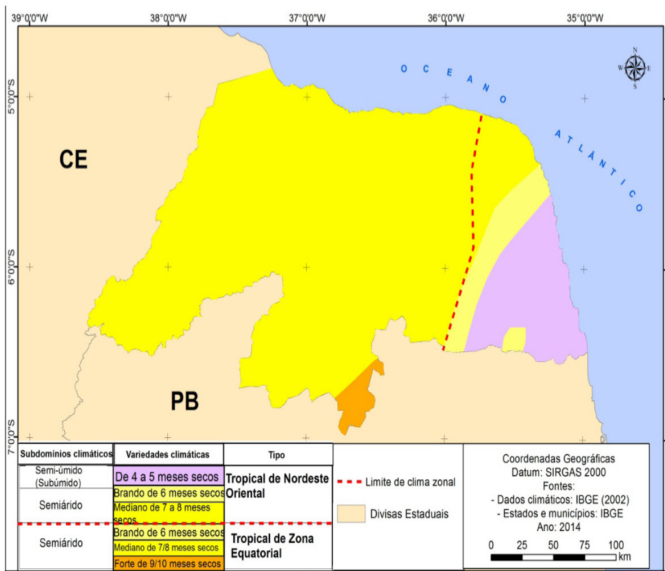 39°0'0"O 38°0'0"O 37°0'0"O 36°0'0"O 35°0'0"O
N
W E
S
OCEANO
ATLÂNTICO
5°0'0"S
CE
6°0'0"S
PB
7°0'0"S
Subdomínios climáticos Variedades climáticas Tipo
Semi-úmido
(Subúmido)
De 4 a 5 meses secos
Semiárido
Brando de 6 meses secos
Mediano de 7 a 8 meses
secos
Tropical de Nordeste
Oriental
Semiárido
Brando de 6 meses secos
Mediano de 7/8 meses secos
Forte de 9/10 meses secos
Tropical de Zona
Equatorial
Limite de clima zonal
Divisas Estaduais
Coordenadas Geográficas
Datum: SIRGAS 2000
Fontes:
- Dados climáticos: IBGE (2002)
- Estados e municípios: IBGE
Ano: 2014
0 25 50 75 100
km